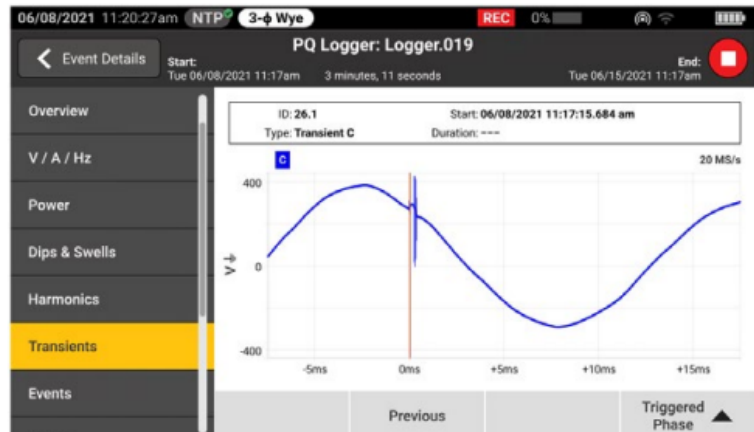 06/08/2021 11:20:27am NTP 3-ɸ Wye REC 0%
Event Details
PQ Logger: Logger.019
Start: End:
Tue 06/08/2021 11:17am 3 minutes, 11 seconds Tue 06/15/2021 11:17am
Overview
V / A / Hz
Power
Dips & Swells
Harmonics
Transients
Events
ID: 26.1 Start: 06/08/2021 11:17:15.684 am
Type: Transient C Duration: ---
C 20 MS/s
400
0
-400
V
-5ms 0ms +5ms +10ms +15ms
Previous
Triggered
Phase